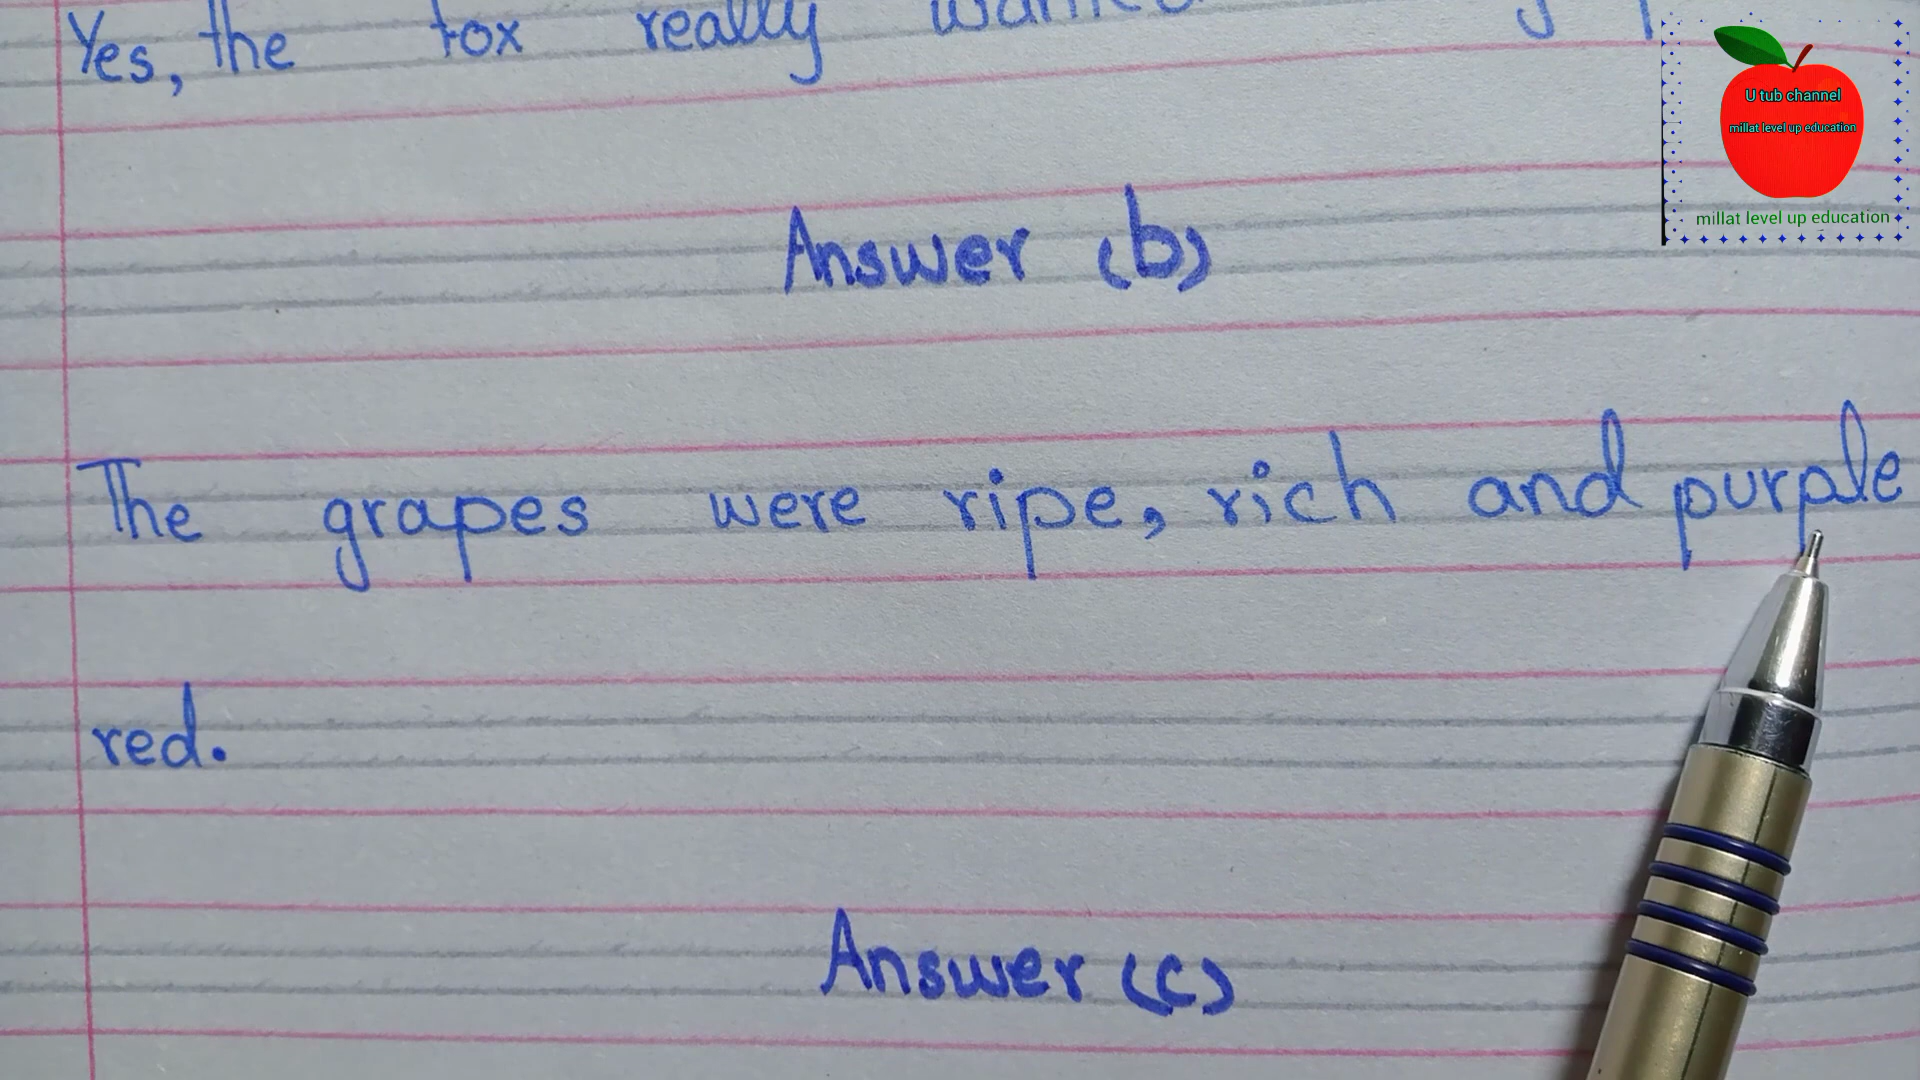 Yes, the fox really
U tub channel
millat level up education
millat level up education
Answer (b)
The grapes were ripe, rich and purple
red.
Answer (c)